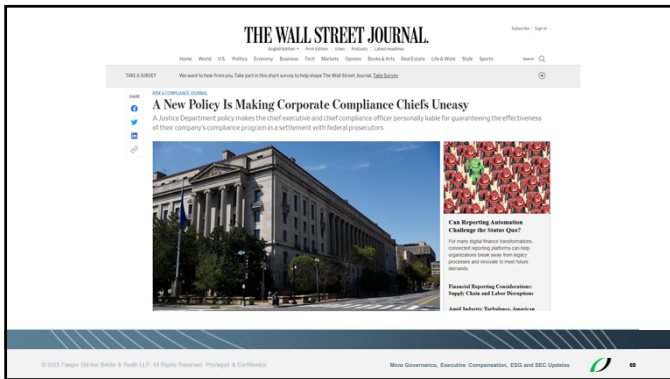 THE WALL STREET JOURNAL.
Subscribe | Sign In
English Edition | Print Edition | Video | Podcasts | Latest Headlines
Home World U.S. Politics Economy Business Tech Markets Opinion Books & Arts Real Estate Life & Work Style Sports Search
TAKE A SURVEY We want to hear from you. Take part in this short survey to help shape The Wall Street Journal. Take Survey
SHARE
RISK & COMPLIANCE JOURNAL
A New Policy Is Making Corporate Compliance Chiefs Uneasy
A Justice Department policy makes the chief executive and chief compliance officer personally liable for guaranteeing the effectiveness
of their company's compliance program in a settlement with federal prosecutors
Can Reporting Automation
Challenge the Status Quo?
For many digital finance transformations,
connected reporting platforms can help
organizations break away from legacy
processes and innovate to meet future
demands.
Financial Reporting Considerations:
Supply Chain and Labor Disruptions
Amid Industry Turbulence, American
© 2023 Faegre Drinker Biddle & Reath LLP. All Rights Reserved. Privileged & Confidential.
More Governance, Executive Compensation, ESG and SEC Updates
69